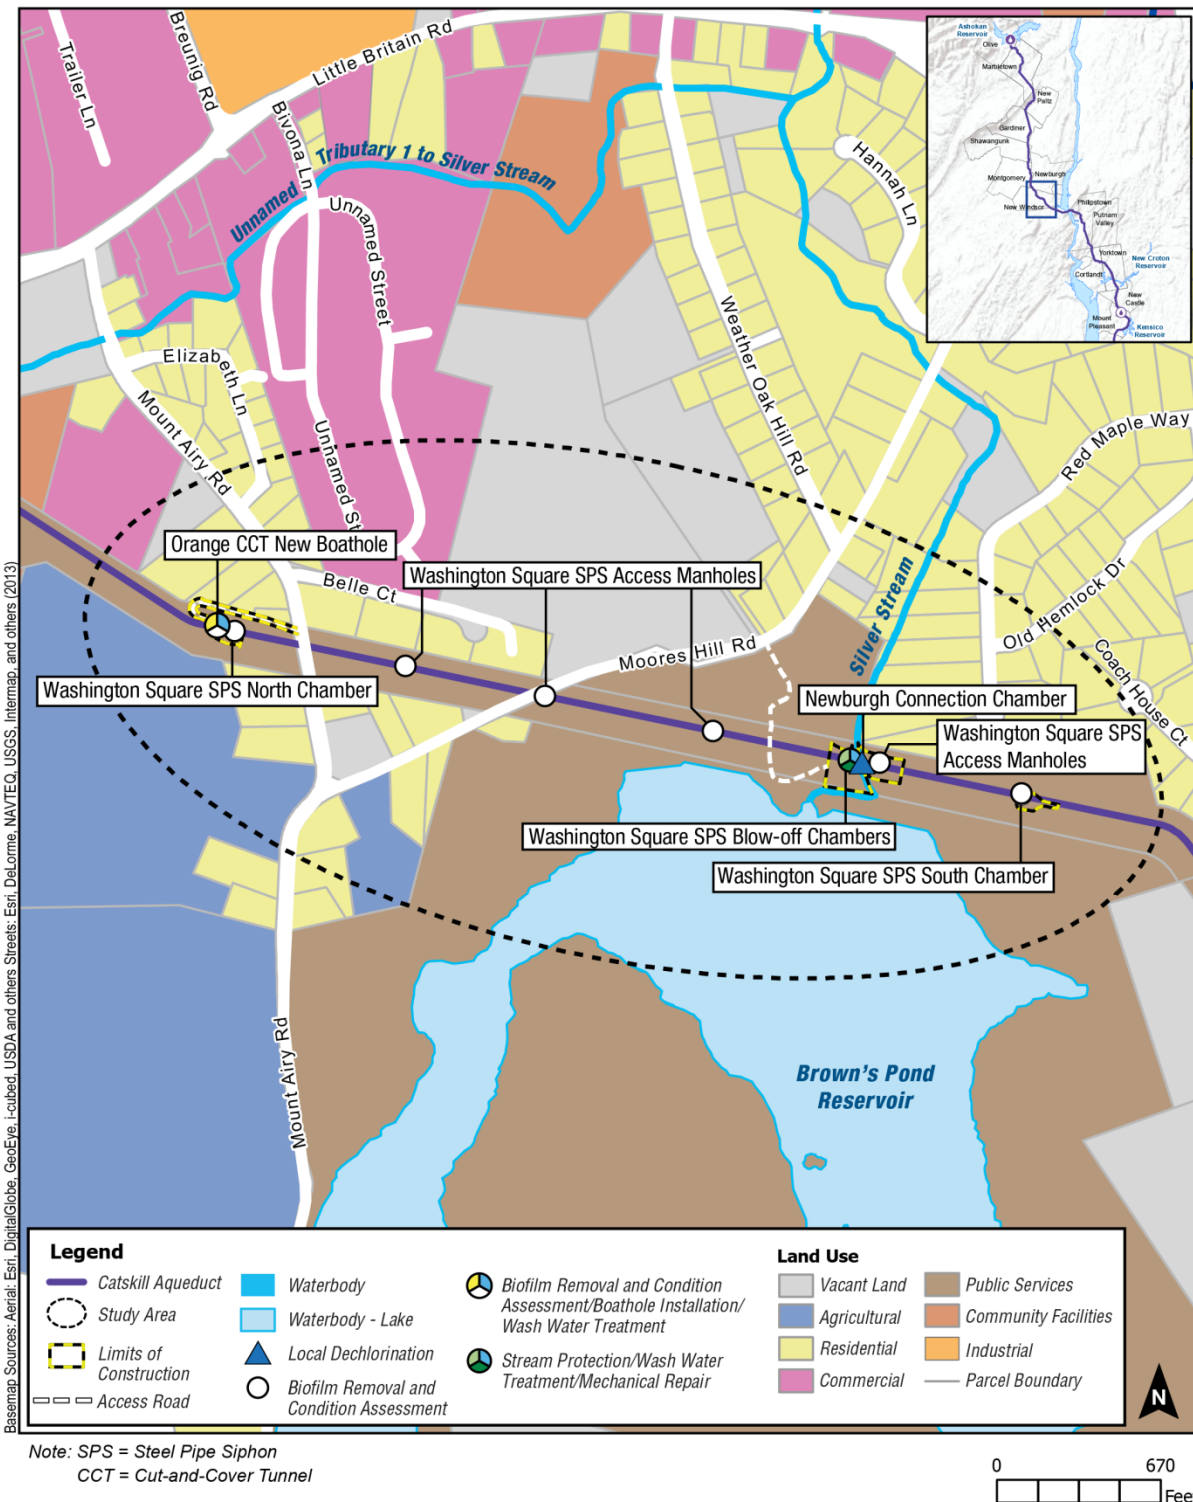 Trailer Ln
Breunig Rd
Little Britain Rd
Bivona Ln
Unnamed Tributary 1 to Silver Stream
Unnamed Street
Hannah Ln
Weather Oak Hill Rd
Elizabeth Ln
Mount Airy Rd
Unnamed St
Red Maple Way
Old Hemlock Dr
Coach House Ct
Silver Stream
Belle Ct
Moores Hill Rd
Orange CCT New Boathole
Washington Square SPS Access Manholes
Washington Square SPS North Chamber
Newburgh Connection Chamber
Washington Square SPS
Access Manholes
Washington Square SPS Blow-off Chambers
Washington Square SPS South Chamber
Mount Airy Rd
Brown's Pond
Reservoir
Ashokan
Reservoir
Olive
Marbletown
New
Paltz
Gardiner
Shawangunk
Montgomery
Newburgh
New Windsor
Philipstown
Putnam
Valley
Yorktown
New Croton
Reservoir
Cortlandt
New
Castle
Mount
Pleasant
Kensico
Reservoir
Basemap Sources: Aerial: Esri, DigitalGlobe, GeoEye, i-cubed, USDA and others Streets: Esri, DeLorme, NAVTEQ, USGS, Intermap, and others (2013)
Legend
Catskill Aqueduct
Study Area
Limits of
Construction
Access Road
Waterbody
Waterbody - Lake
Local Dechlorination
Biofilm Removal and
Condition Assessment
Biofilm Removal and Condition
Assessment/Boathole Installation/
Wash Water Treatment
Stream Protection/Wash Water
Treatment/Mechanical Repair
Land Use
Vacant Land
Agricultural
Residential
Commercial
Public Services
Community Facilities
Industrial
Parcel Boundary
N
Note: SPS = Steel Pipe Siphon
CCT = Cut-and-Cover Tunnel
0 670
Feet